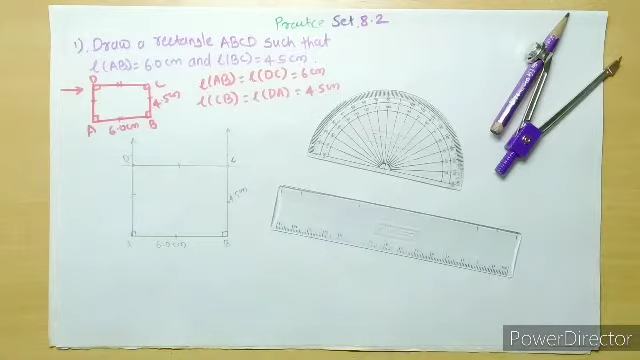 Practice Set 8.2
1) Draw a rectangle ABCD such that
l(AB) = 6.0 cm and l(BC) = 4.5 cm.
D C
l(AB) = l(DC) = 6 cm
4.5 cm
l(CB) = l(DA) = 4.5 cm
A 6.0 cm B
D C
4.5 cm
A 6.0 cm B
PowerDirector